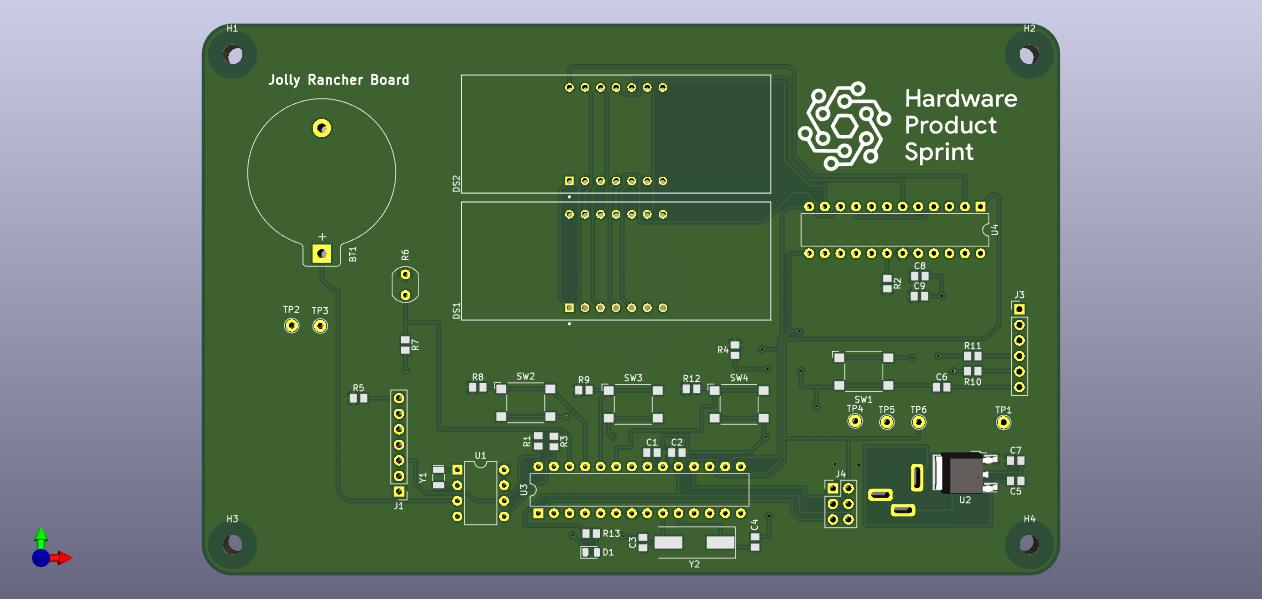 H1
H2
Jolly Rancher Board
Hardware
Product
Sprint
DS2
+
BT1
R6
U4
DS1
C8
R2
C9
J3
TP2
TP3
R7
R4
R11
R10
C6
SW1
R8
SW2
R9
SW3
R12
SW4
R5
TP4
TP5
TP6
TP1
R1
R3
C1
C2
U1
Y1
J1
U3
J4
C7
C5
U2
H3
H4
R13
D1
C3
C4
Y2